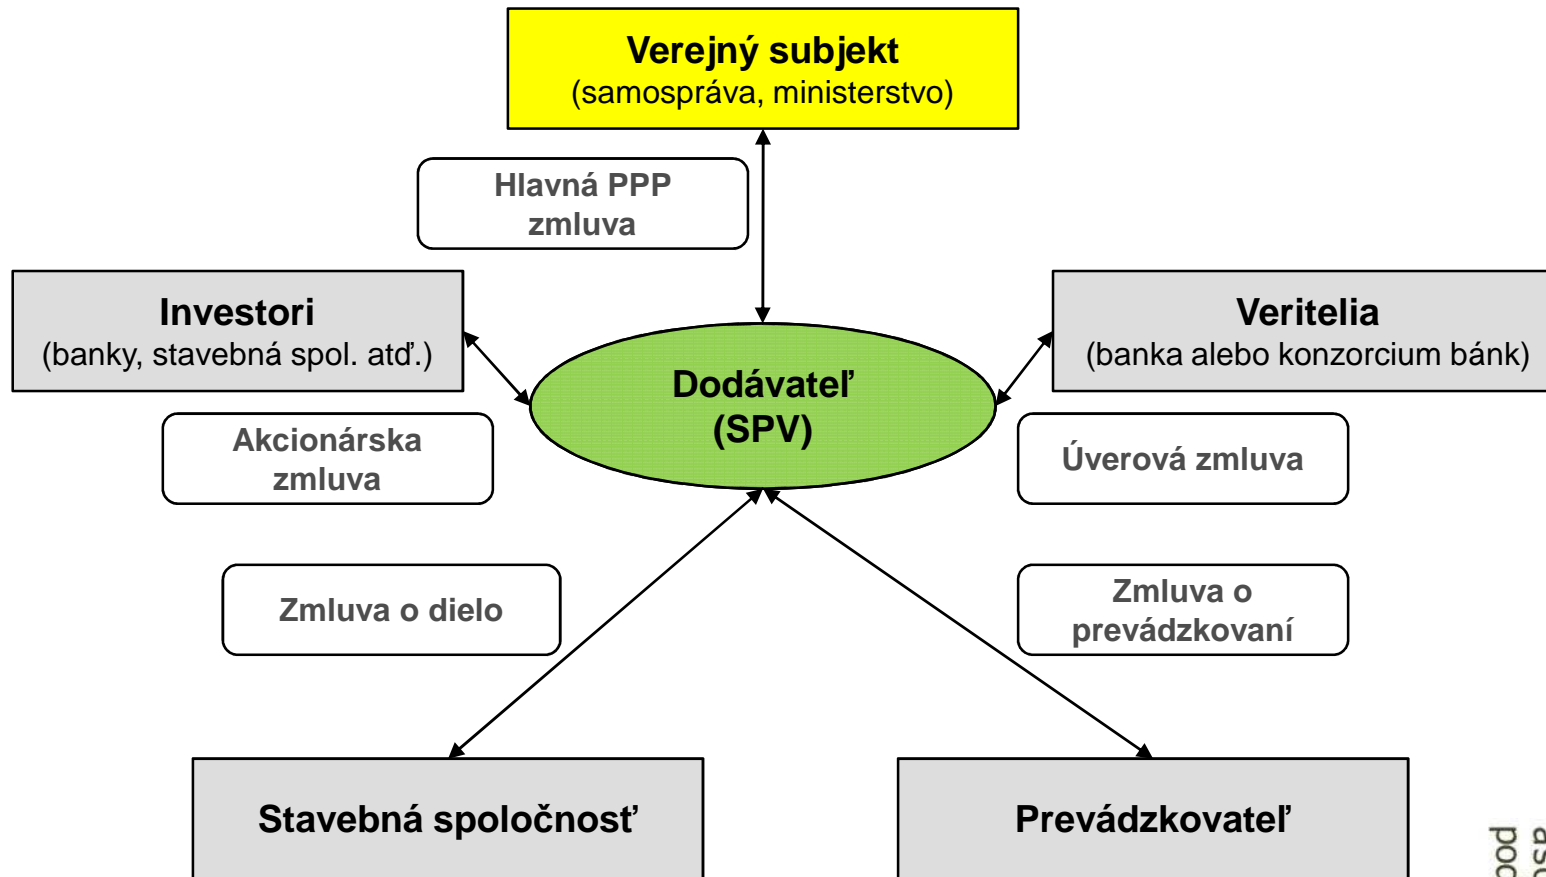 Verejný subjekt
(samospráva, ministerstvo)
Hlavná PPP
zmluva
Investori
(banky, stavebná spol. atď.)
Veritelia
(banka alebo konzorcium bánk)
Dodávateľ
(SPV)
Akcionárska
zmluva
Úverová zmluva
Zmluva o dielo
Zmluva o
prevádzkovaní
Stavebná spoločnosť
Prevádzkovateľ